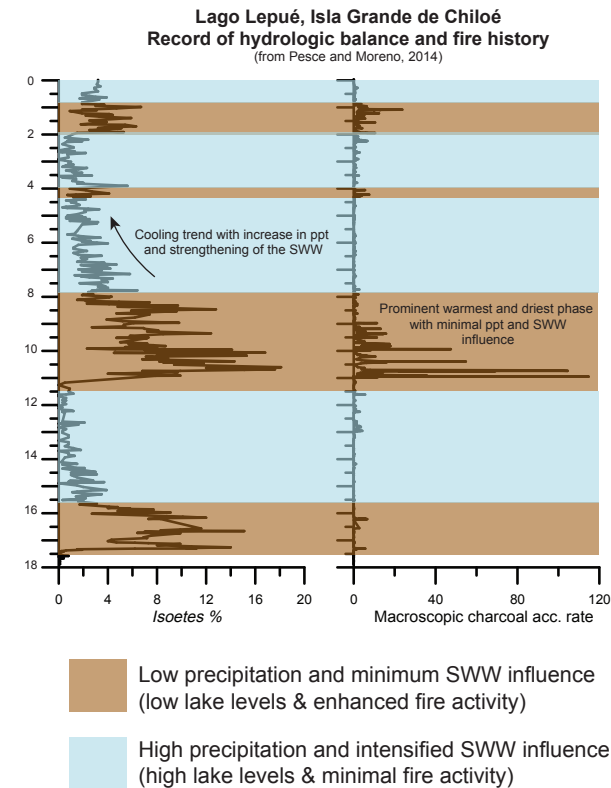 Lago Lepué, Isla Grande de Chiloé
Record of hydrologic balance and fire history
(from Pesce and Moreno, 2014)
0
2
4
6
8
10
12
14
16
18
Cooling trend with increase in ppt
and strengthening of the SWW
Prominent warmest and driest phase
with minimal ppt and SWW
influence
0 4 8 12 16 20
Isoetes %
0 40 80 120
Macroscopic charcoal acc. rate
Low precipitation and minimum SWW influence
(low lake levels & enhanced fire activity)
High precipitation and intensified SWW influence
(high lake levels & minimal fire activity)